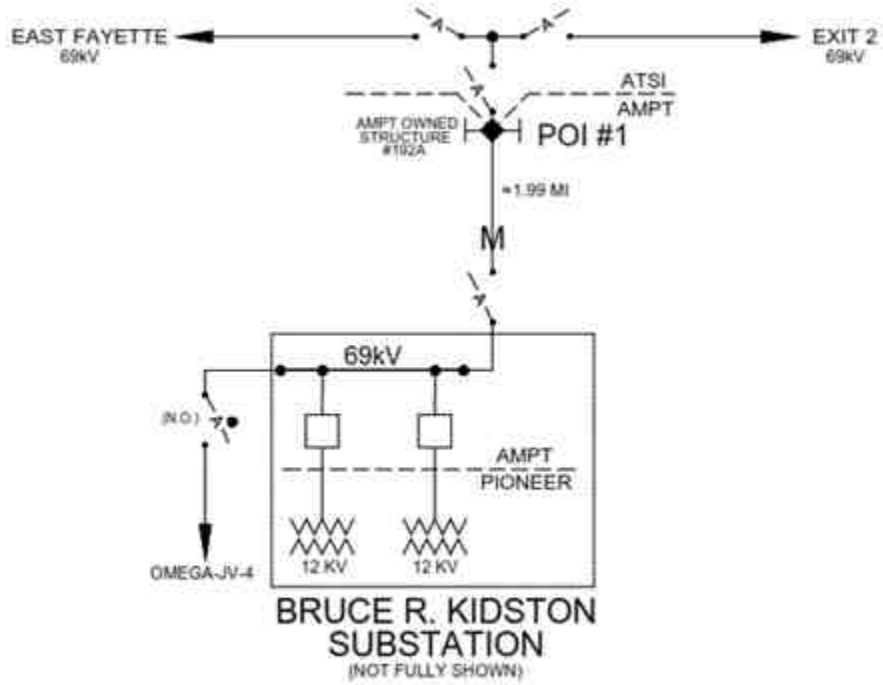 EAST FAYETTE
69kV
A
A
EXIT 2
69kV
A
ATSI
AMPT
AMPT OWNED
STRUCTURE
#192A
POI #1
≈1.99 MI
M
A
69kV
(N.O.)
A
AMPT
PIONEER
12 KV
12 KV
OMEGA-JV-4
BRUCE R. KIDSTON
SUBSTATION
(NOT FULLY SHOWN)